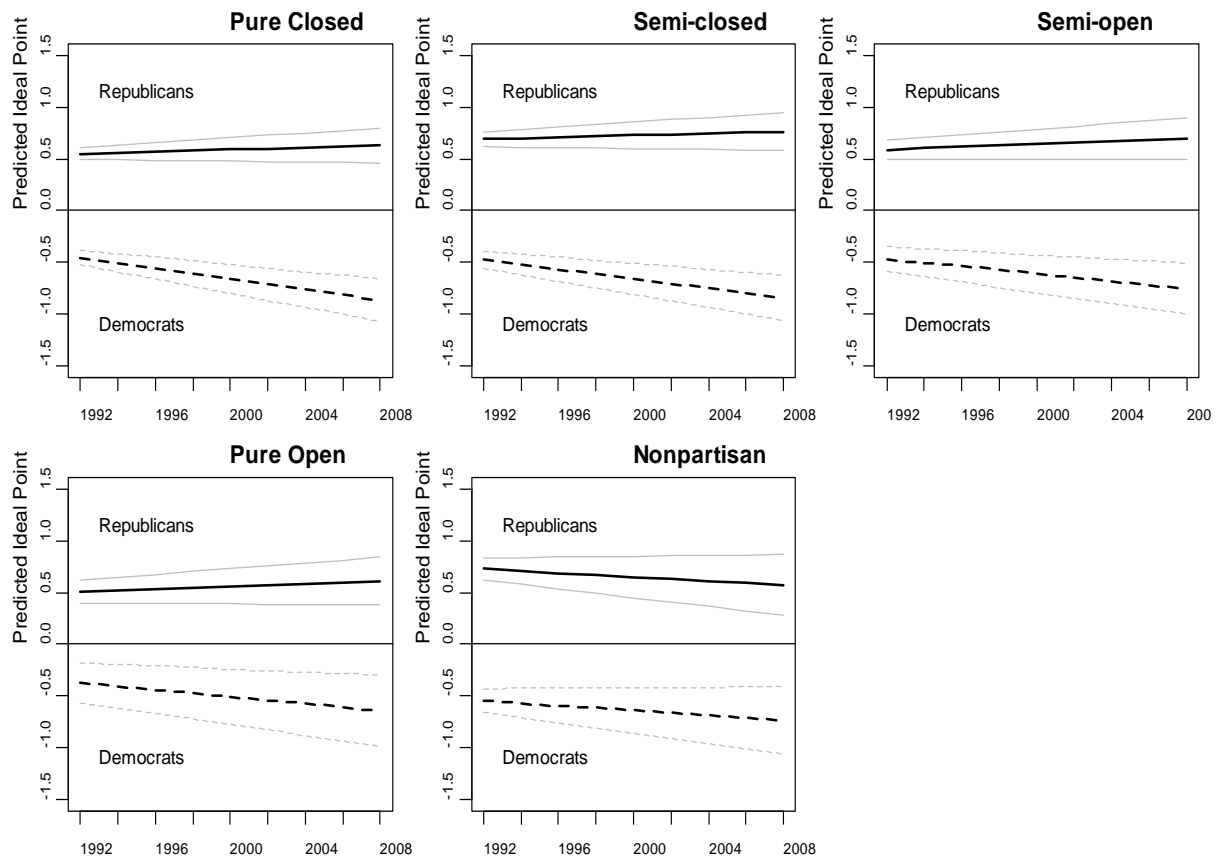 Pure Closed
Predicted Ideal Point
1.5
1.0
0.5
0.0
-0.5
-1.0
-1.5
Republicans
Democrats
1992 1996 2000 2004 2008
Semi-closed
Predicted Ideal Point
1.5
1.0
0.5
0.0
-0.5
-1.0
-1.5
Republicans
Democrats
1992 1996 2000 2004 2008
Semi-open
Predicted Ideal Point
1.5
1.0
0.5
0.0
-0.5
-1.0
-1.5
Republicans
Democrats
1992 1996 2000 2004 200
Pure Open
Predicted Ideal Point
1.5
1.0
0.5
0.0
-0.5
-1.0
-1.5
Republicans
Democrats
1992 1996 2000 2004 2008
Nonpartisan
Predicted Ideal Point
1.5
1.0
0.5
0.0
-0.5
-1.0
-1.5
Republicans
Democrats
1992 1996 2000 2004 2008